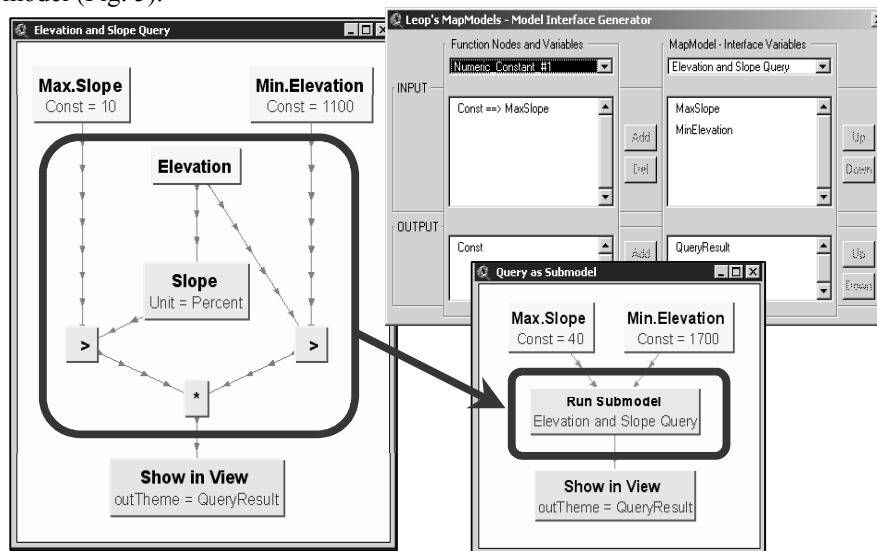 model (Fig. 5).
Elevation and Slope Query
Max.Slope
Const = 10
Min.Elevation
Const = 1100
Elevation
Slope
Unit = Percent
>
>
*
Show in View
outTheme = QueryResult
Leop's MapModels - Model Interface Generator
Function Nodes and Variables
MapModel - Interface Variables
Numeric_Constant_#1
Elevation and Slope Query
INPUT
Const ==> MaxSlope
MaxSlope
MinElevation
Add
Del
Up
Down
OUTPUT
Const
QueryResult
Add
Up
Down
Query as Submodel
Max.Slope
Const = 40
Min.Elevation
Const = 1700
Run Submodel
Elevation and Slope Query
Show in View
outTheme = QueryResult